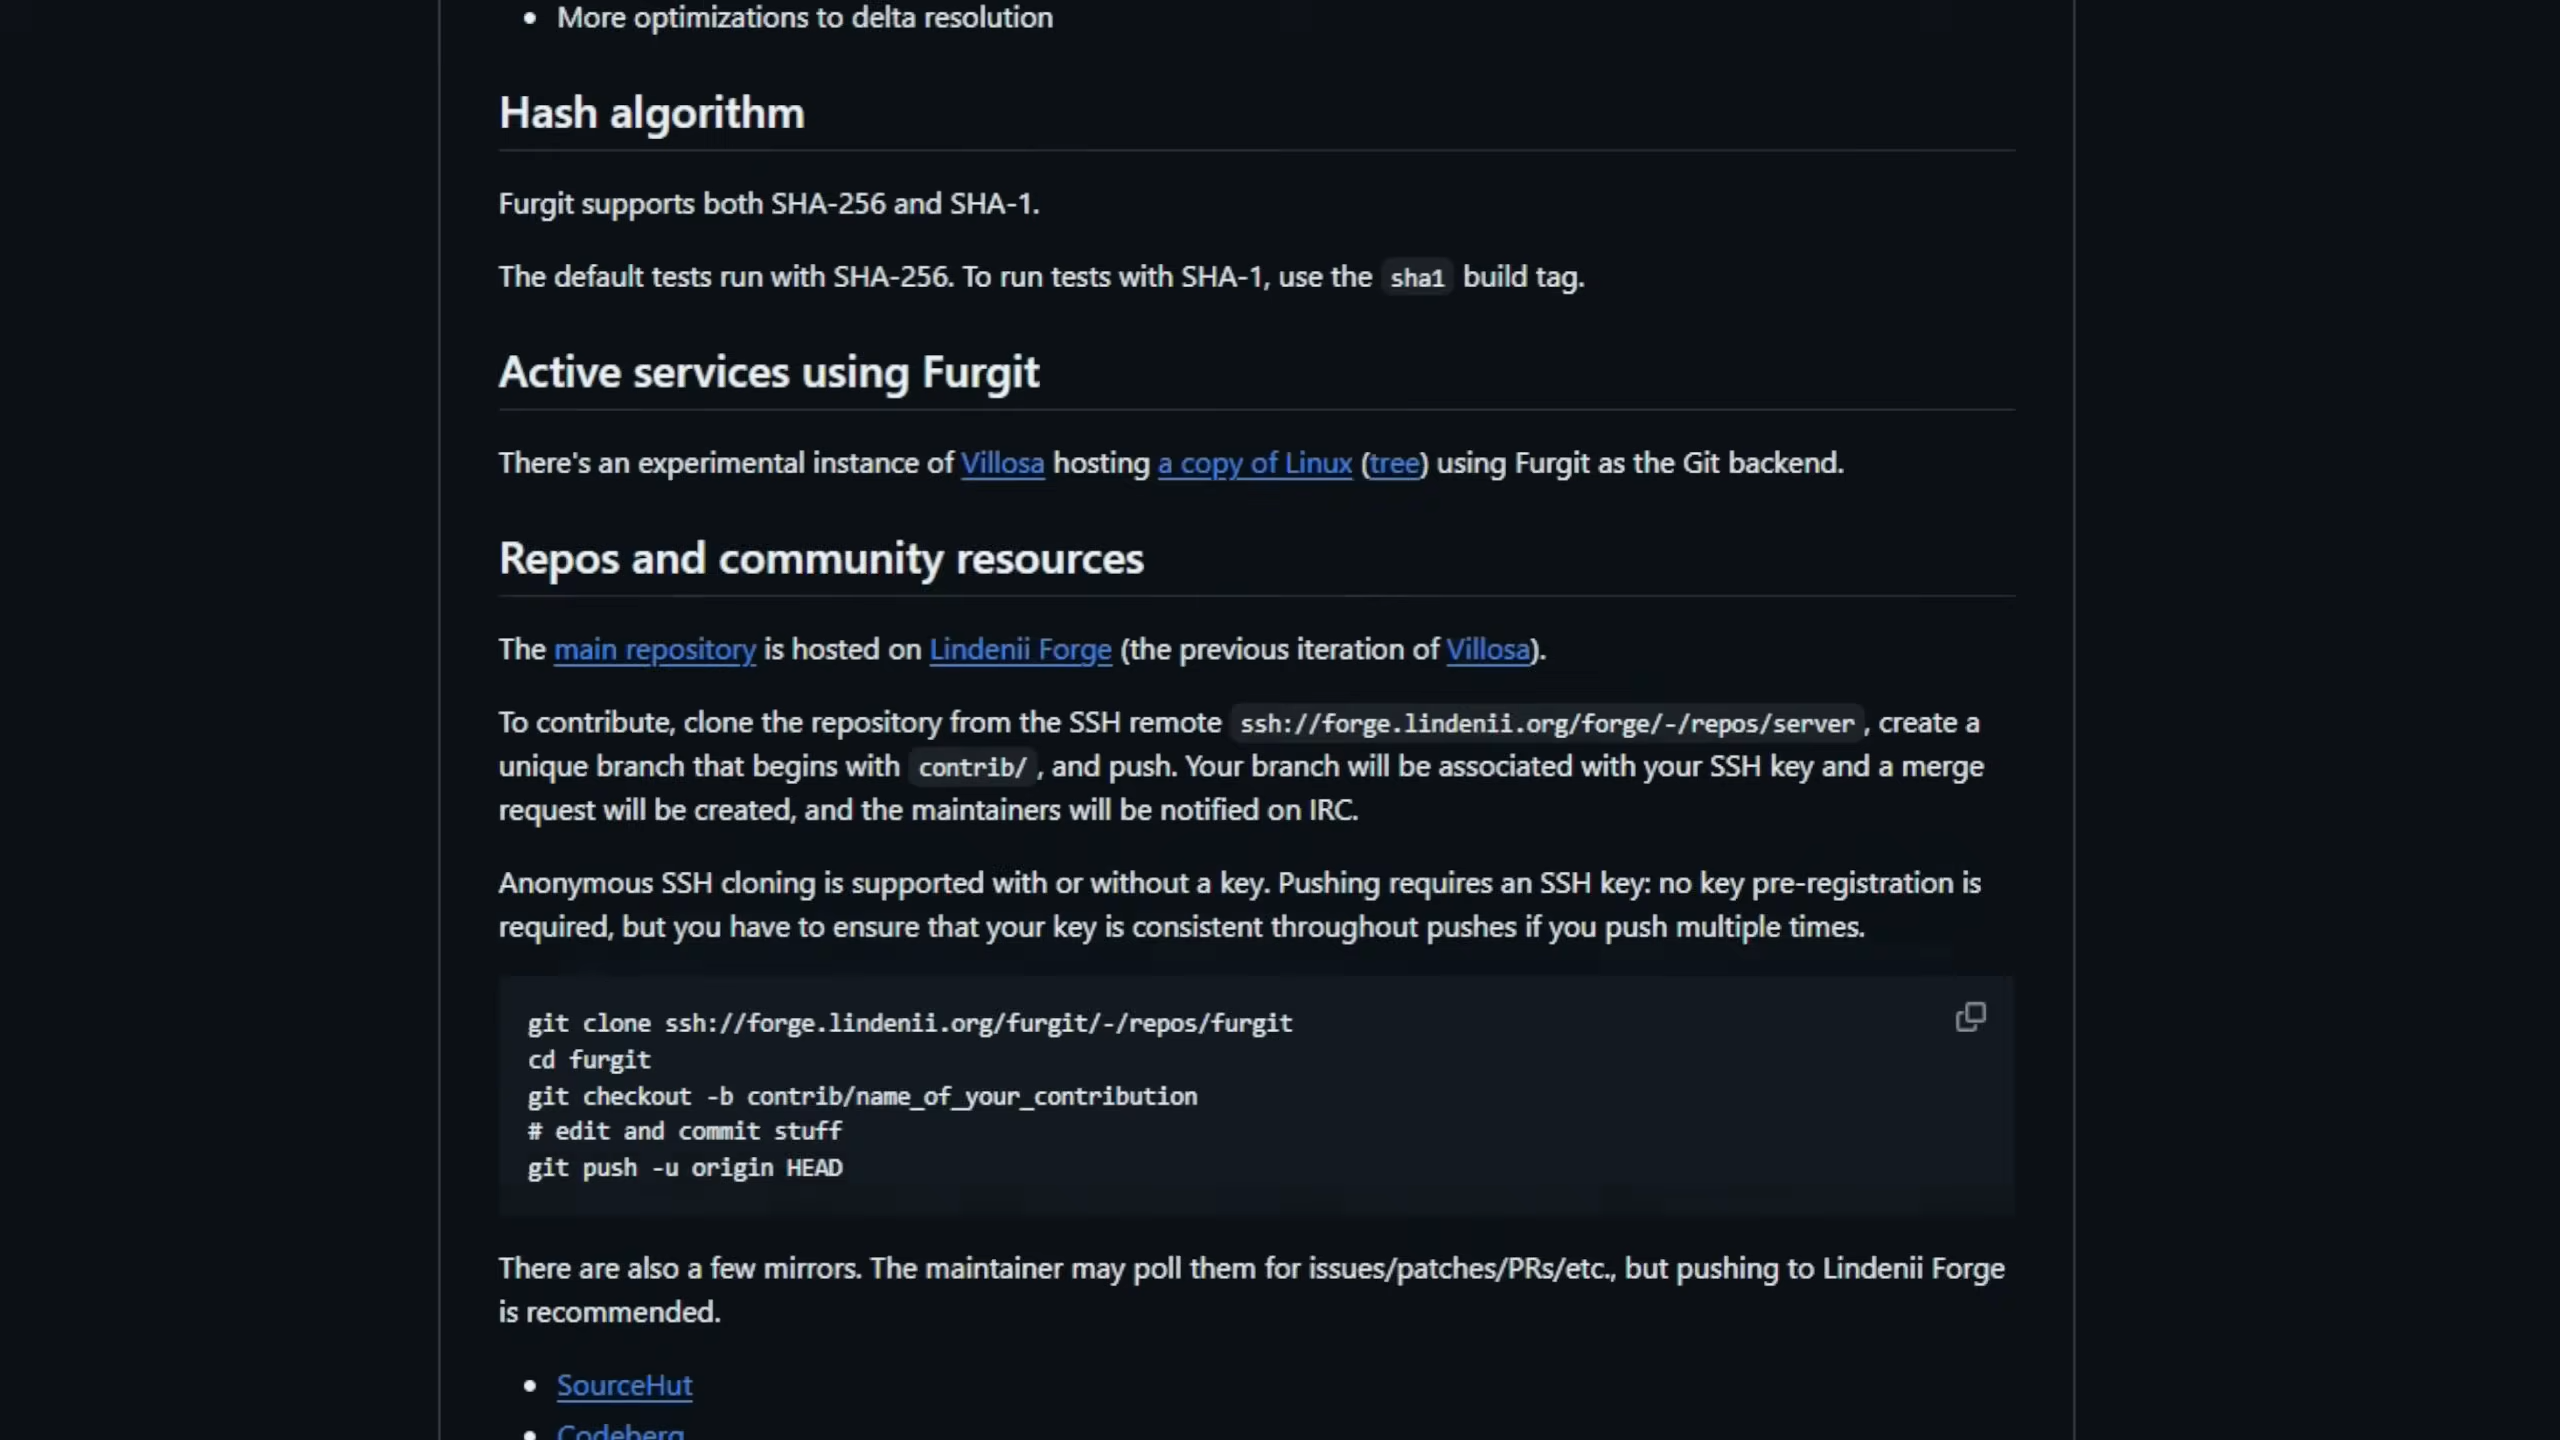 • More optimizations to delta resolution
Hash algorithm
Furgit supports both SHA-256 and SHA-1.
The default tests run with SHA-256. To run tests with SHA-1, use the sha1 build tag.
Active services using Furgit
There's an experimental instance of Villosa hosting a copy of Linux (tree) using Furgit as the Git backend.
Repos and community resources
The main repository is hosted on Lindenii Forge (the previous iteration of Villosa).
To contribute, clone the repository from the SSH remote ssh://forge.lindenii.org/forge/-/repos/server , create a
unique branch that begins with contrib/ , and push. Your branch will be associated with your SSH key and a merge
request will be created, and the maintainers will be notified on IRC.
Anonymous SSH cloning is supported with or without a key. Pushing requires an SSH key: no key pre-registration is
required, but you have to ensure that your key is consistent throughout pushes if you push multiple times.
git clone ssh://forge.lindenii.org/furgit/-/repos/furgit
cd furgit
git checkout -b contrib/name_of_your_contribution
# edit and commit stuff
git push -u origin HEAD
There are also a few mirrors. The maintainer may poll them for issues/patches/PRs/etc., but pushing to Lindenii Forge
is recommended.
• SourceHut
• Codeberg